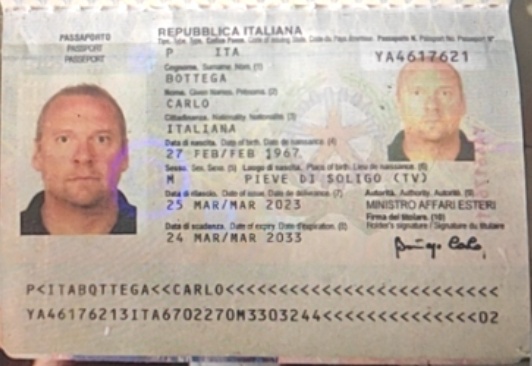 PASSAPORTO
PASSPORT
PASSEPORT
REPUBBLICA ITALIANA
Tipo. Type. Type. Codice Paese. Code of issuing State. Passaporto N. Passport No. Passeport N°.
P ITA YA4617621
Cognome. Surname. Nom. (1)
BOTTEGA
Nome. Given Names. Prénoms. (2)
CARLO
Cittadinanza. Nationality. Nationalité. (3)
ITALIANA
Data di nascita. Date of birth. Date de naissance. (4)
27 FEB/FEB 1967
Sesso. Sex. Sexe. (5) Luogo di nascita. Place of birth. Lieu de naissance. (6)
M PIEVE DI SOLIGO (TV)
Data di rilascio. Date of issue. Date de délivrance. (7) Autorità. Authority. Autorité. (9)
25 MAR/MAR 2023 MINISTRO AFFARI ESTERI
Data di scadenza. Date of expiry. Date d'expiration. (8) Firma del titolare. (10)
Holder's signature / Signature du titulaire
24 MAR/MAR 2033
P<ITABOTTEGA<<CARLO<<<<<<<<<<<<<<<<<<<<<<<<<
YA46176213ITA6702270M3303244<<<<<<<<<<<<<<02